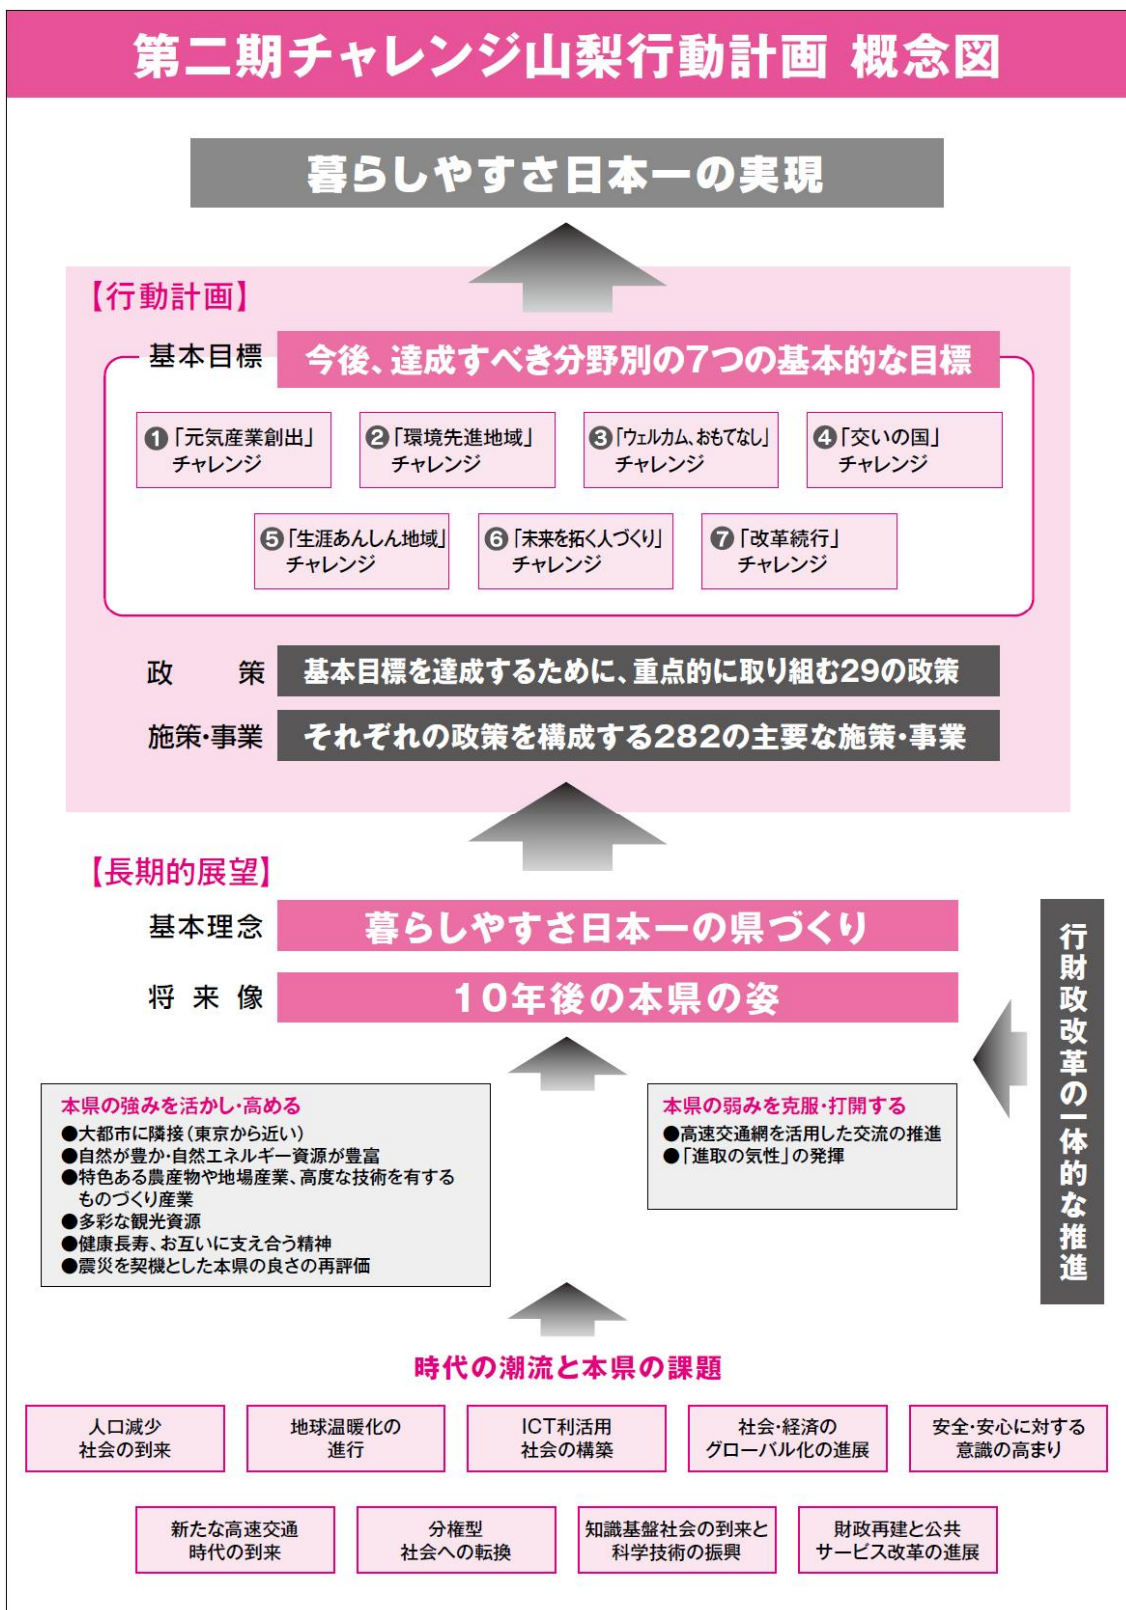 第二期チャレンジ山梨行動計画 概念図
暮らしやすさ日本一の実現
【行動計画】
基本目標
今後、達成すべき分野別の7つの基本的な目標
❶「元気産業創出」
チャレンジ
❷「環境先進地域」
チャレンジ
❸「ウェルカム、おもてなし」
チャレンジ
❹「交いの国」
チャレンジ
❺「生涯あんしん地域」
チャレンジ
❻「未来を拓く人づくり」
チャレンジ
❼「改革続行」
チャレンジ
政 策
基本目標を達成するために、重点的に取り組む29の政策
施策・事業
それぞれの政策を構成する282の主要な施策・事業
【長期的展望】
基本理念
暮らしやすさ日本一の県づくり
将来像
10年後の本県の姿
行財政改革の一体的な推進
本県の強みを活かし・高める
●大都市に隣接（東京から近い）
●自然が豊か・自然エネルギー資源が豊富
●特色ある農産物や地場産業、高度な技術を有する
ものづくり産業
●多彩な観光資源
●健康長寿、お互いに支え合う精神
●震災を契機とした本県の良さの再評価
本県の弱みを克服・打開する
●高速交通網を活用した交流の推進
●「進取の気性」の発揮
時代の潮流と本県の課題
人口減少
社会の到来
地球温暖化の
進行
ICT利活用
社会の構築
社会・経済の
グローバル化の進展
安全・安心に対する
意識の高まり
新たな高速交通
時代の到来
分権型
社会への転換
知識基盤社会の到来と
科学技術の振興
財政再建と公共
サービス改革の進展